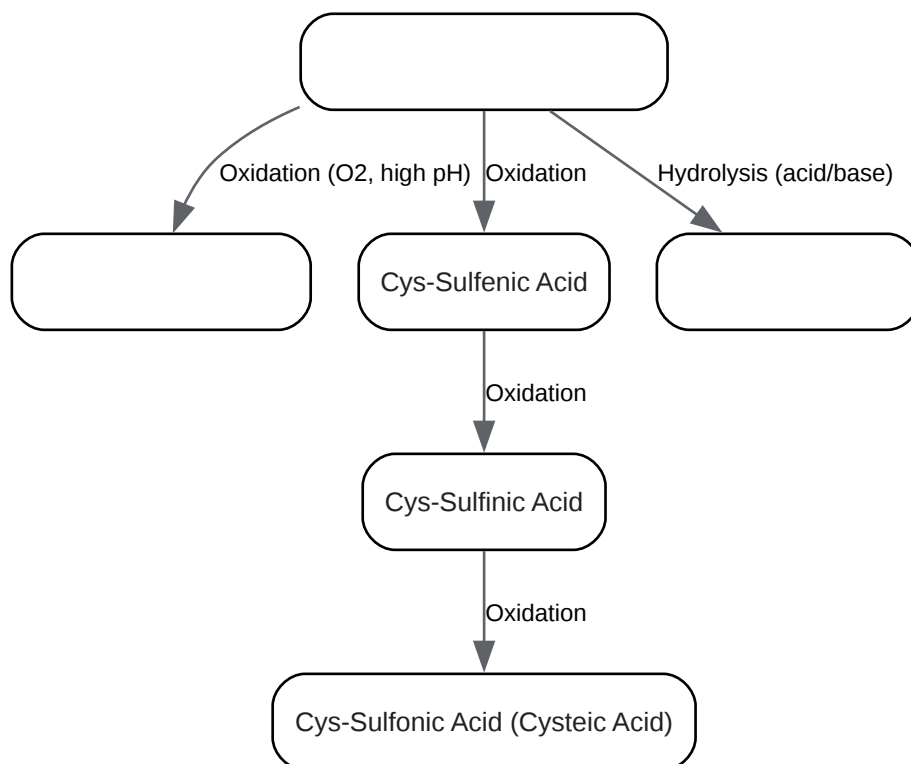 Oxidation (O2, high pH)
Oxidation
Hydrolysis (acid/base)
Cys-Sulfenic Acid
Oxidation
Cys-Sulfinic Acid
Oxidation
Cys-Sulfonic Acid (Cysteic Acid)